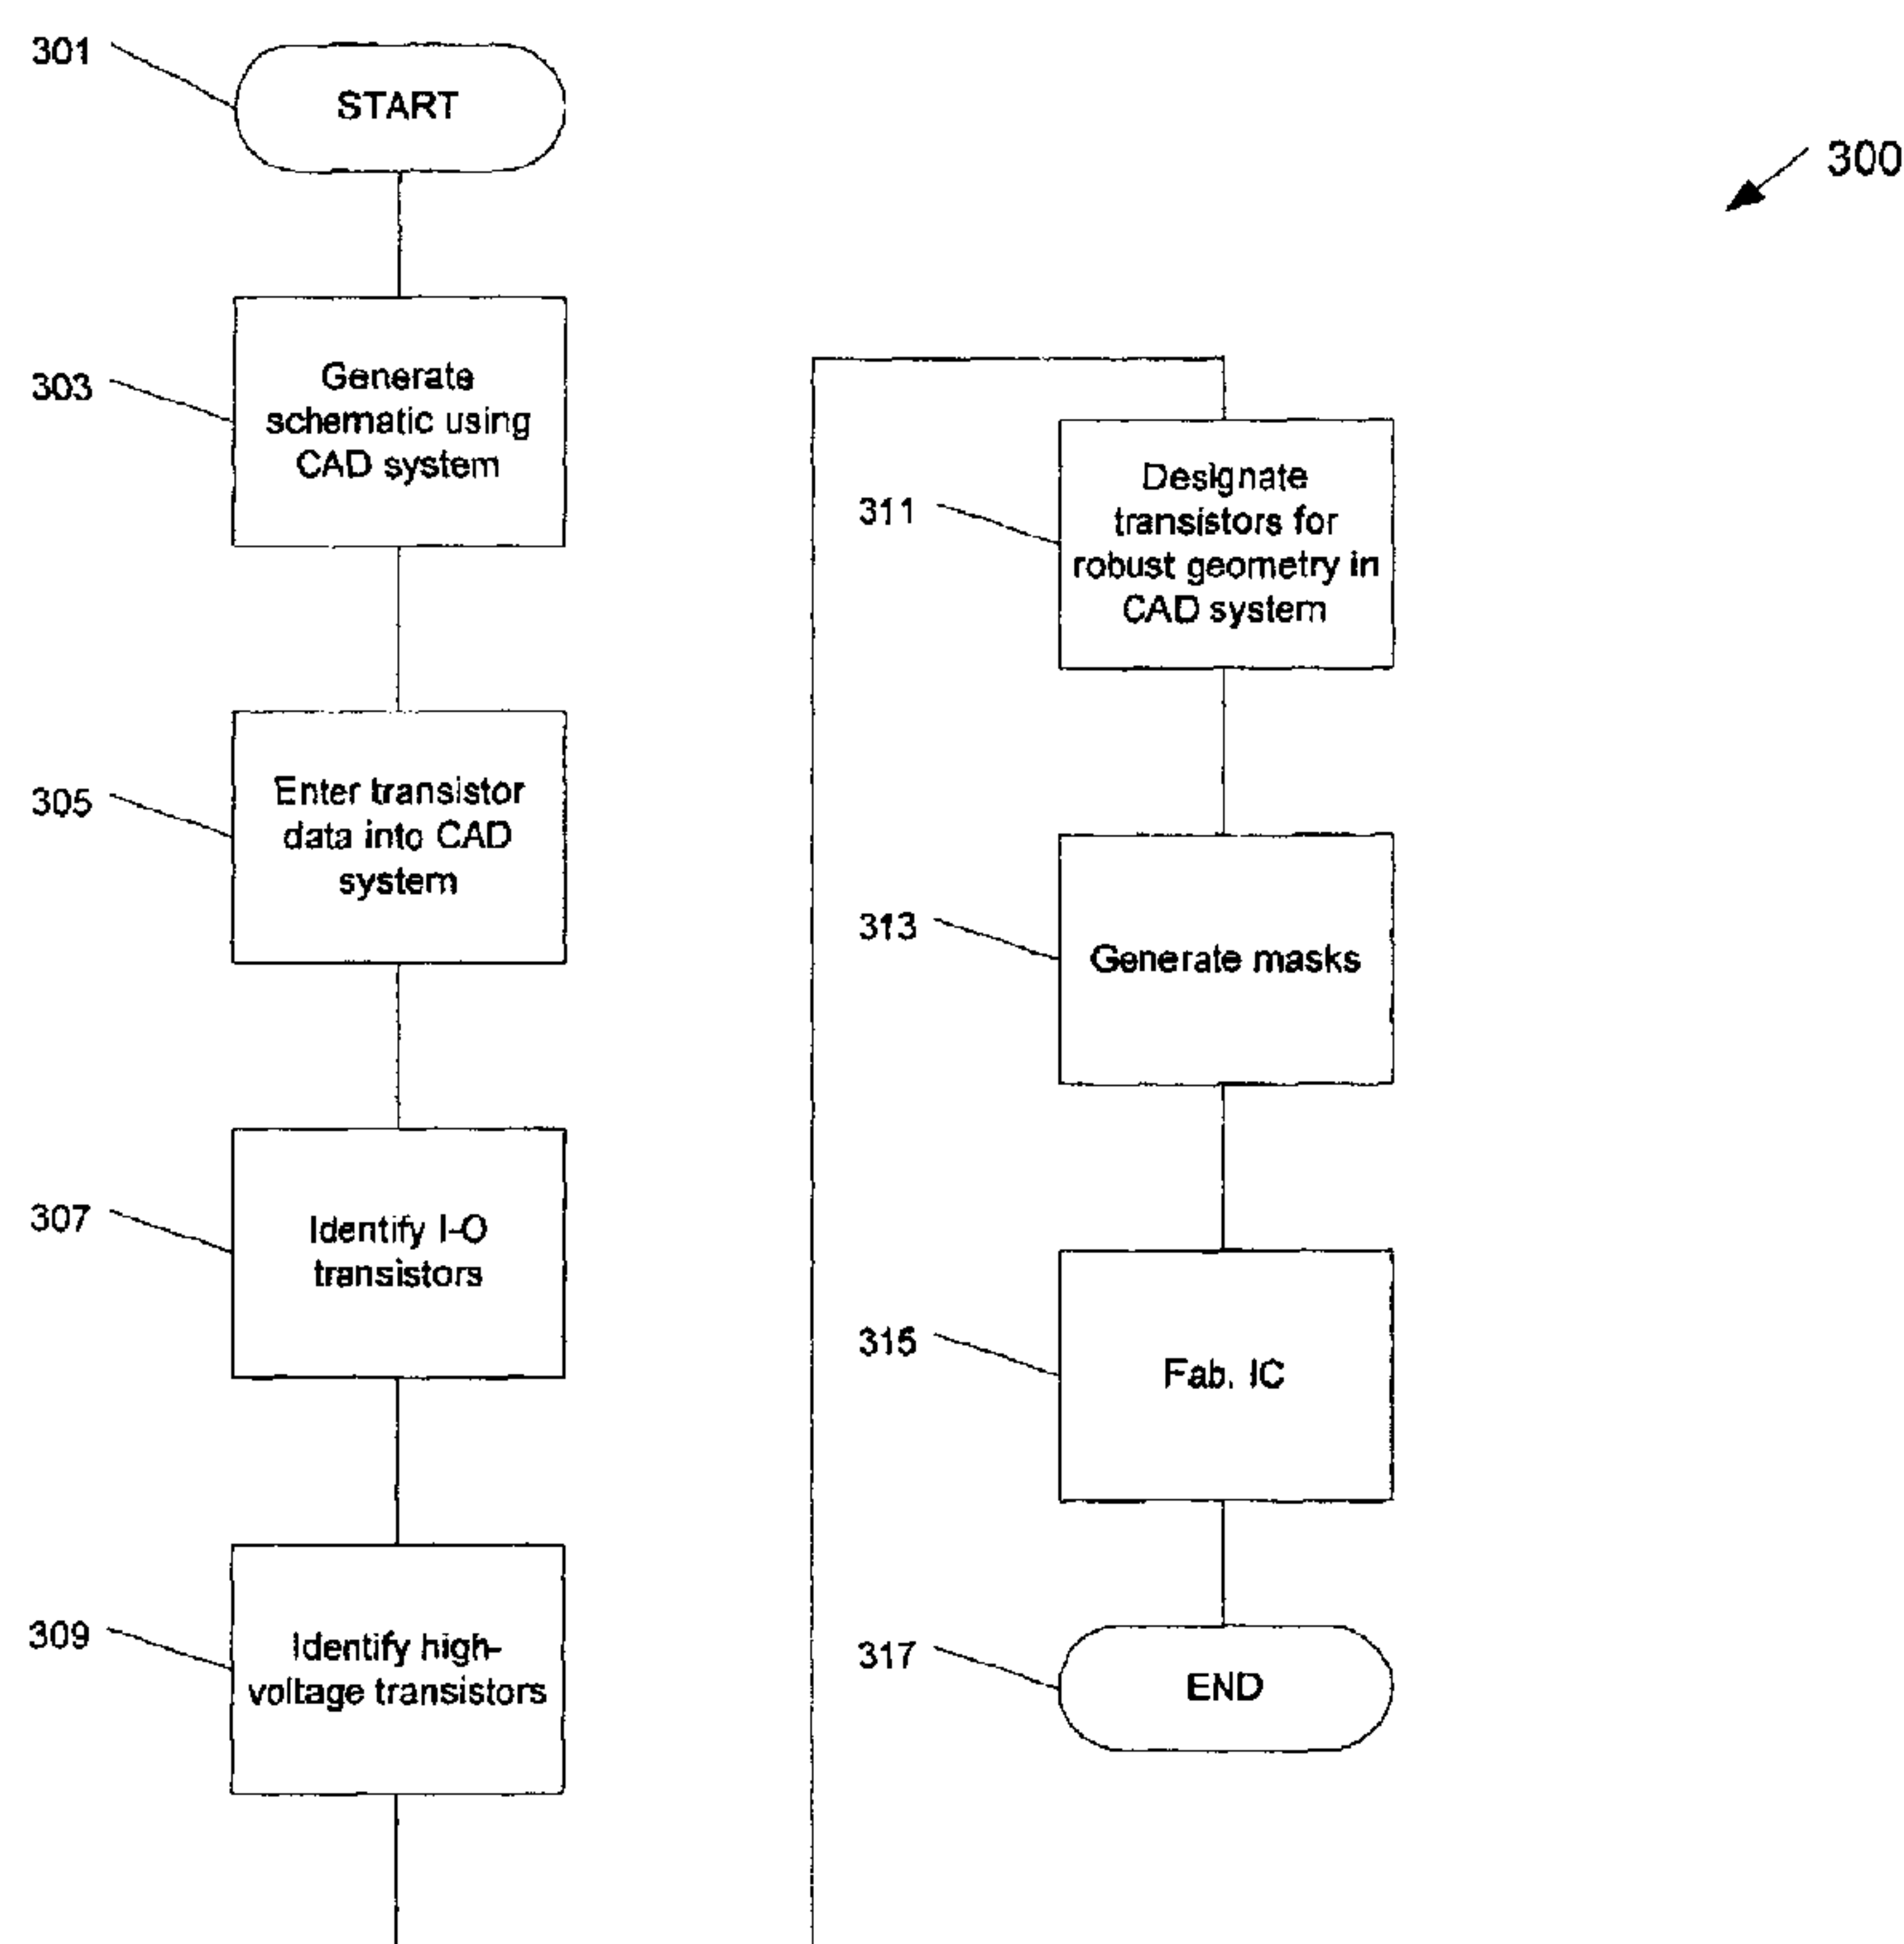 301
START
300
303
Generate
schematic using
CAD system
305
Enter transistor
data into CAD
system
307
Identify I-O
transistors
309
Identify high-
voltage transistors
311
Designate
transistors for
robust geometry in
CAD system
313
Generate masks
315
Fab. IC
317
END